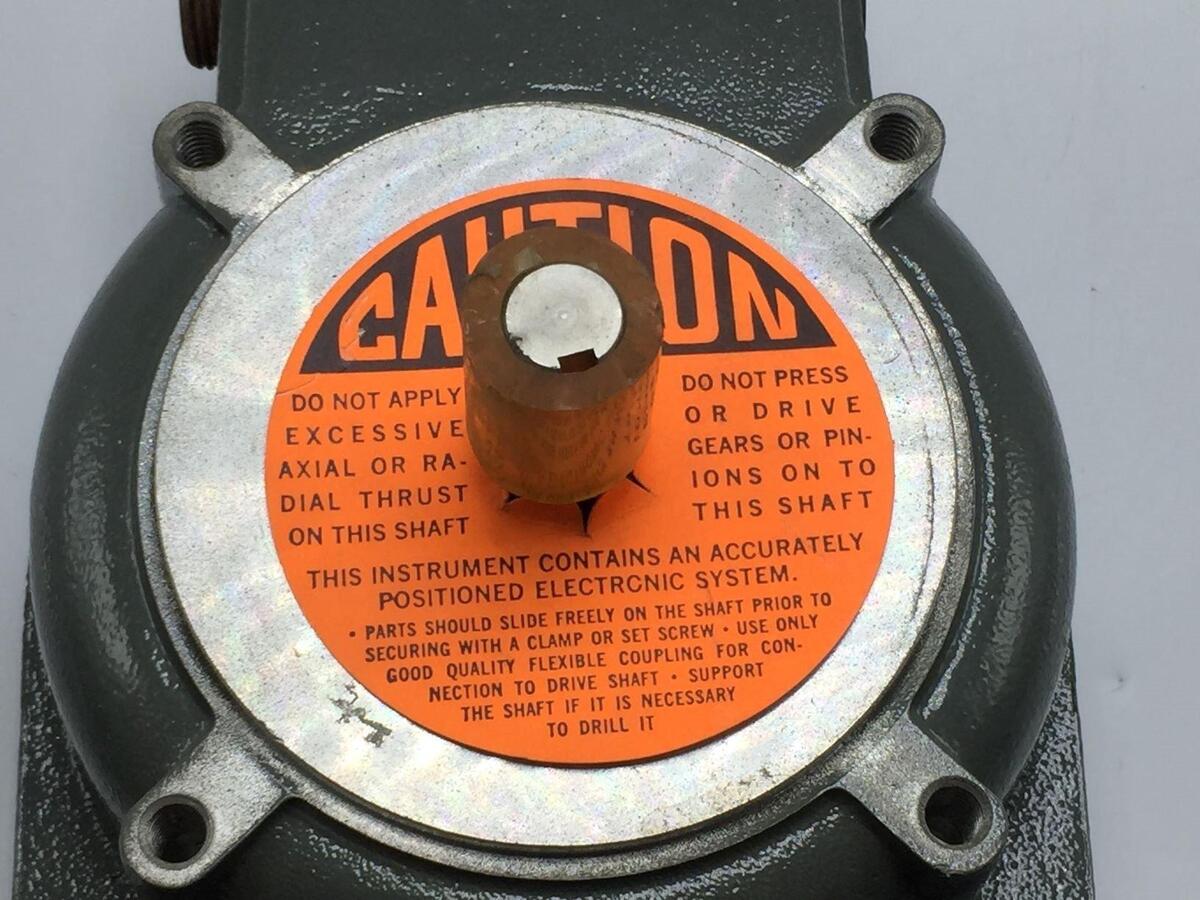 CAUTION
DO NOT APPLY
EXCESSIVE
AXIAL OR RA-
DIAL THRUST
ON THIS SHAFT
DO NOT PRESS
OR DRIVE
GEARS OR PIN-
IONS ON TO
THIS SHAFT
THIS INSTRUMENT CONTAINS AN ACCURATELY
POSITIONED ELECTRCNIC SYSTEM.
• PARTS SHOULD SLIDE FREELY ON THE SHAFT PRIOR TO
SECURING WITH A CLAMP OR SET SCREW • USE ONLY
GOOD QUALITY FLEXIBLE COUPLING FOR CON-
NECTION TO DRIVE SHAFT • SUPPORT
THE SHAFT IF IT IS NECESSARY
TO DRILL IT